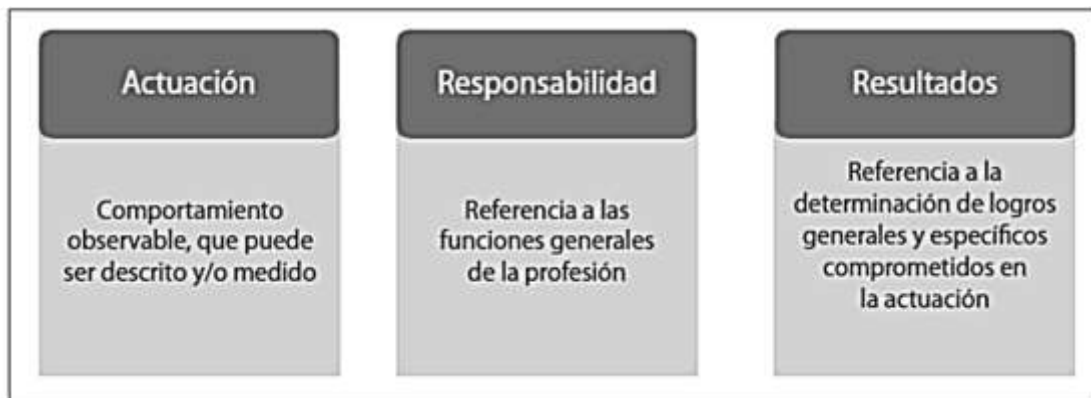 Actuación
Comportamiento
observable, que puede
ser descrito y/o medido
Responsabilidad
Referencia a las
funciones generales
de la profesión
Resultados
Referencia a la
determinación de logros
generales y específicos
comprometidos en
la actuación